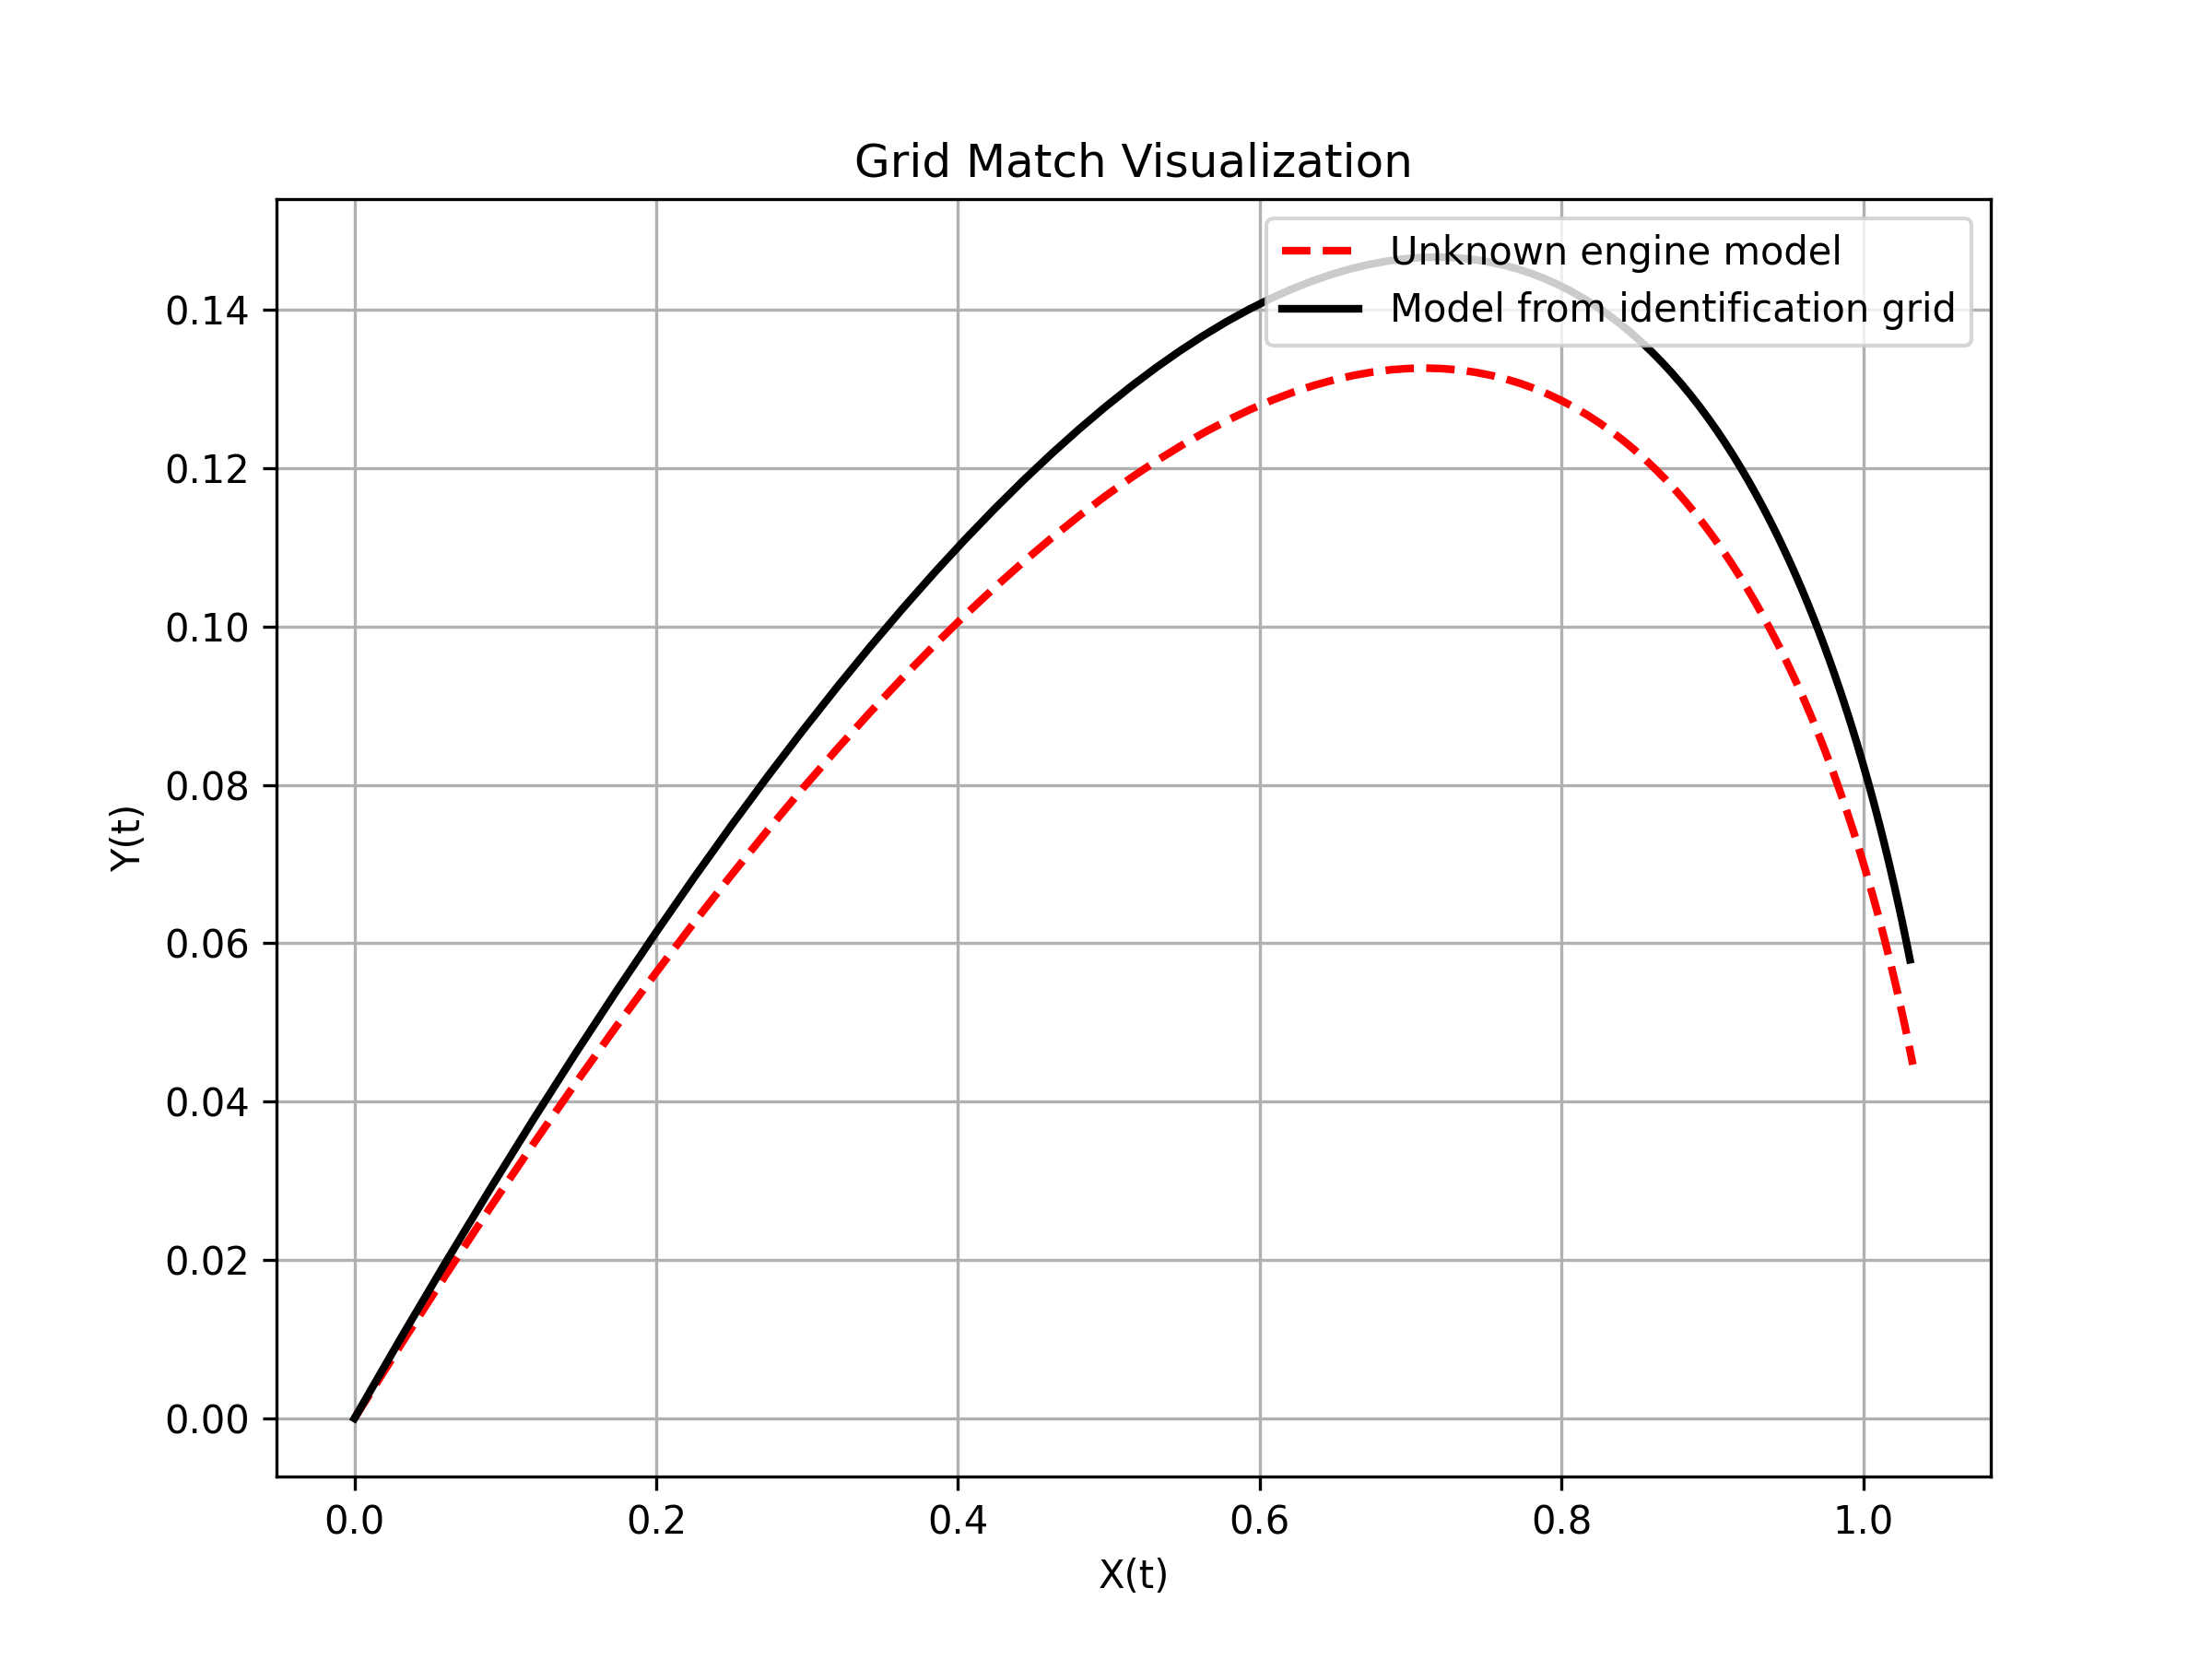 Grid Match Visualization
Unknown engine model
Model from identification grid
0.14
0.12
0.10
0.08
0.06
0.04
0.02
0.00
Y(t)
0.0 0.2 0.4 0.6 0.8 1.0
X(t)